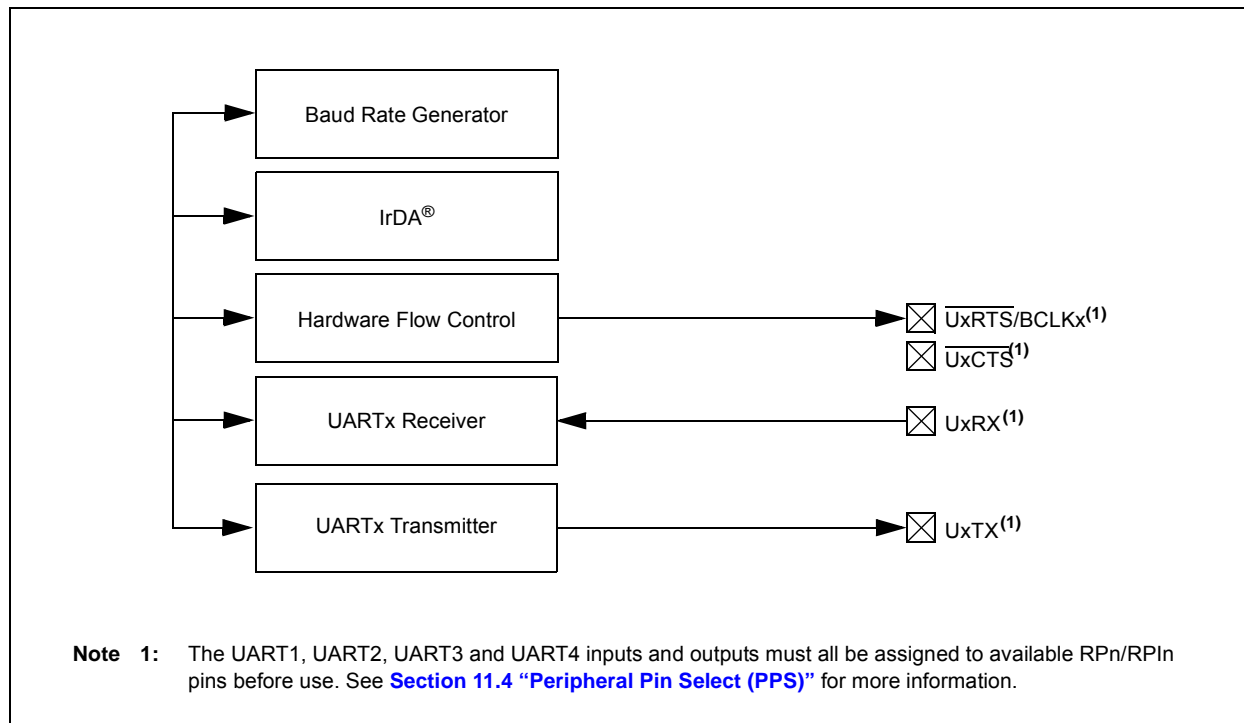 Baud Rate Generator
IrDA®
Hardware Flow Control
UxRTS/BCLKx(1)
UxCTS(1)
UARTx Receiver
UxRX(1)
UARTx Transmitter
UxTX(1)
Note 1: The UART1, UART2, UART3 and UART4 inputs and outputs must all be assigned to available RPn/RPIn
pins before use. See Section 11.4 “Peripheral Pin Select (PPS)” for more information.